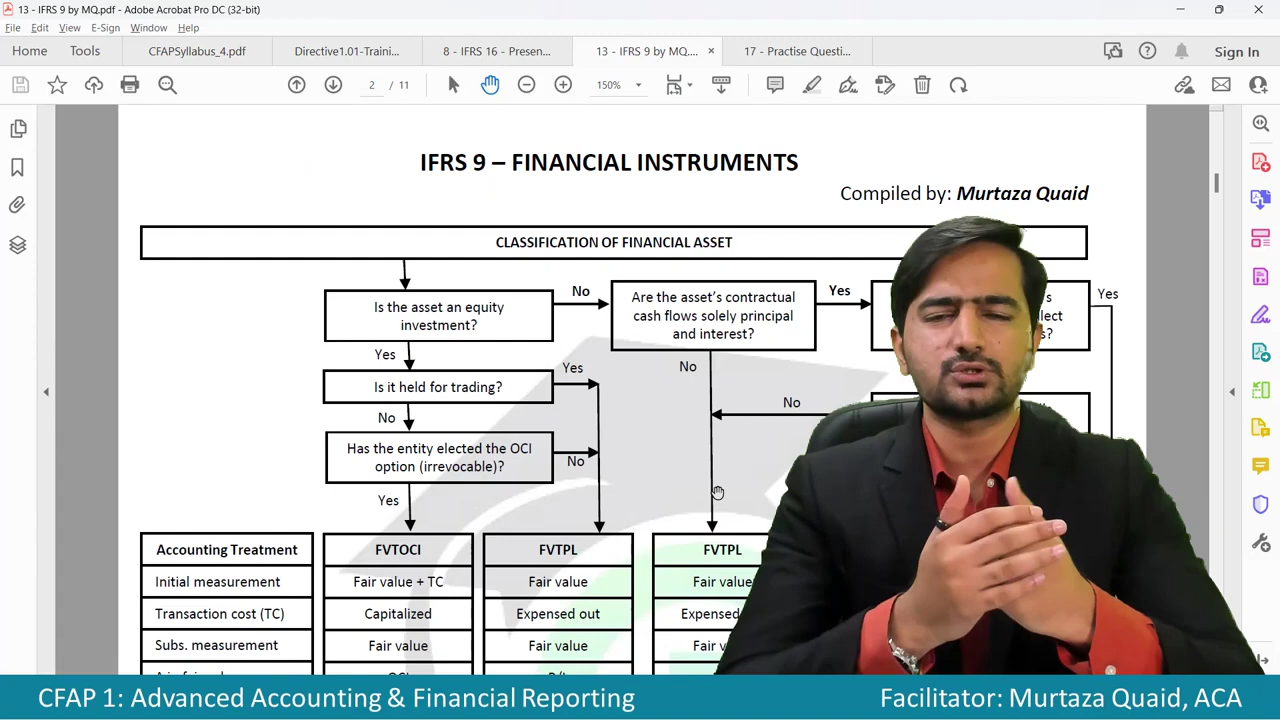 13 - IFRS 9 by MQ.pdf - Adobe Acrobat Pro DC (32-bit)
File Edit View E-Sign Window Help
Home Tools CFAPSyllabus_4.pdf Directive1.01-Traini... 8 - IFRS 16 - Presen... 13 - IFRS 9 by MQ.... × 17 - Practise Questi... Sign In
2 / 11 150%
IFRS 9 – FINANCIAL INSTRUMENTS
Compiled by: Murtaza Quaid
CLASSIFICATION OF FINANCIAL ASSET
Is the asset an equity
investment?
No
Are the asset's contractual
cash flows solely principal
and interest?
Yes
Yes
Yes
Is it held for trading?
Yes
No
No
No
Has the entity elected the OCI
option (irrevocable)?
No
Yes
Accounting Treatment FVTOCI FVTPL FVTPL
Initial measurement Fair value + TC Fair value Fair value
Transaction cost (TC) Capitalized Expensed out Expensed
Subs. measurement Fair value Fair value Fair
CFAP 1: Advanced Accounting & Financial Reporting
Facilitator: Murtaza Quaid, ACA